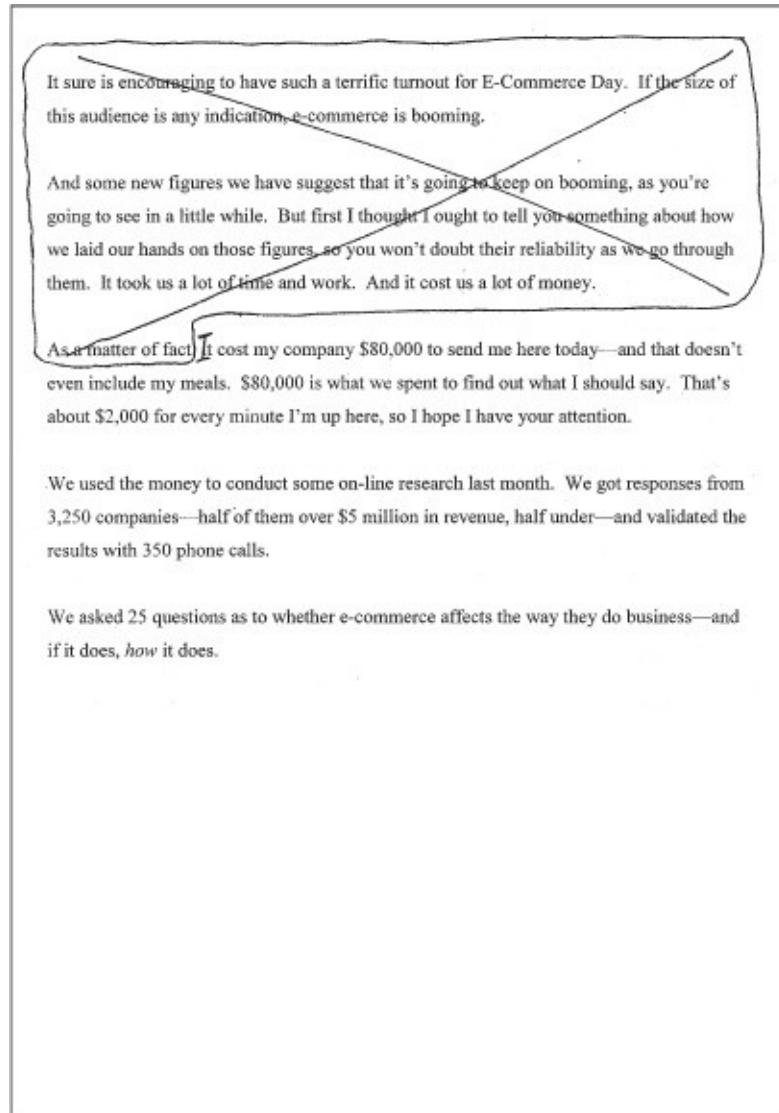 It sure is encouraging to have such a terrific turnout for E-Commerce Day.  If the size of
this audience is any indication, e-commerce is booming.
And some new figures we have suggest that it's going to keep on booming, as you're
going to see in a little while.  But first I thought I ought to tell you something about how
we laid our hands on those figures, so you won't doubt their reliability as we go through
them.  It took us a lot of time and work.  And it cost us a lot of money.
As a matter of fact, It cost my company $80,000 to send me here today—and that doesn't
even include my meals.  $80,000 is what we spent to find out what I should say.  That's
about $2,000 for every minute I'm up here, so I hope I have your attention.
We used the money to conduct some on-line research last month.  We got responses from
3,250 companies—half of them over $5 million in revenue, half under—and validated the
results with 350 phone calls.
We asked 25 questions as to whether e-commerce affects the way they do business—and
if it does, how it does.